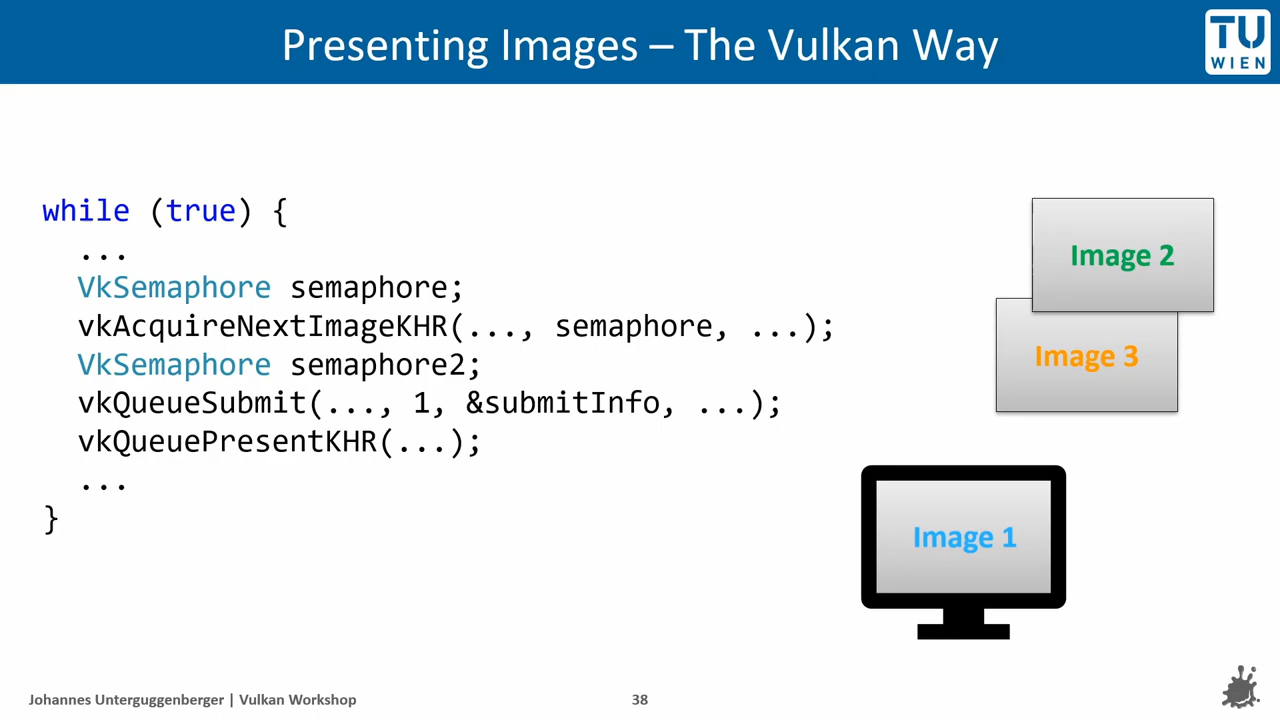 Presenting Images – The Vulkan Way
TU
WIEN
while (true) {
...
VkSemaphore semaphore;
vkAcquireNextImageKHR(..., semaphore, ...);
VkSemaphore semaphore2;
vkQueueSubmit(..., 1, &submitInfo, ...);
vkQueuePresentKHR(...);
...
}
Image 2
Image 3
Image 1
Johannes Unterguggenberger | Vulkan Workshop
38